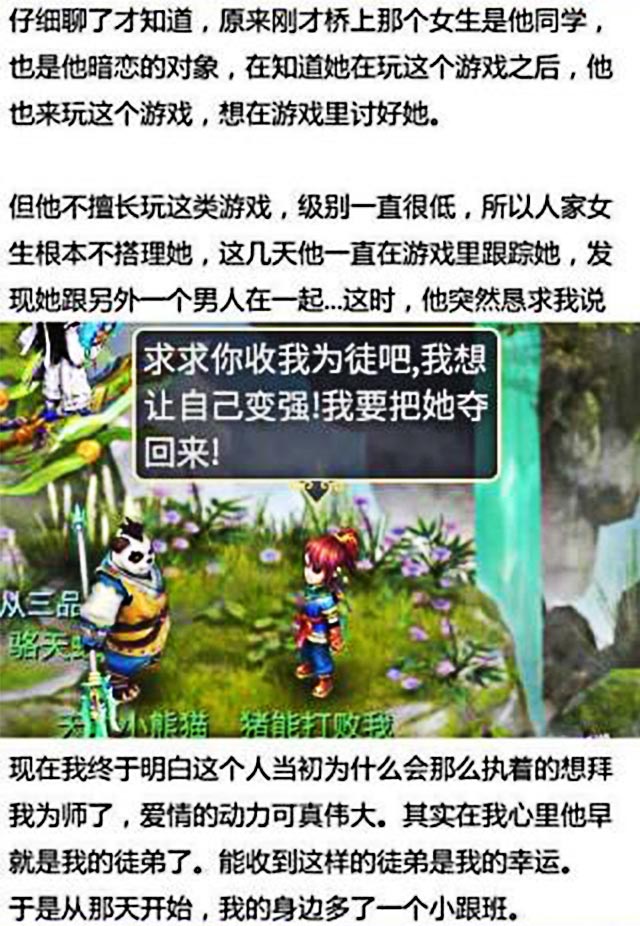 仔细聊了才知道，原来刚才桥上那个女生是他同学，
也是他暗恋的对象，在知道她在玩这个游戏之后，他
也来玩这个游戏，想在游戏里讨好她。
但他不擅长玩这类游戏，级别一直很低，所以人家女
生根本不搭理她，这几天他一直在游戏里跟踪她，发
现她跟另外一个男人在一起...这时，他突然恳求我说
求求你收我为徒吧,我想
让自己变强!我要把她夺
回来!
从三品
骆天
小熊猫 猪能打败我
现在我终于明白这个人当初为什么会那么执着的想拜
我为师了，爱情的动力可真伟大。其实在我心里他早
就是我的徒弟了。能收到这样的徒弟是我的幸运。
于是从那天开始，我的身边多了一个小跟班。